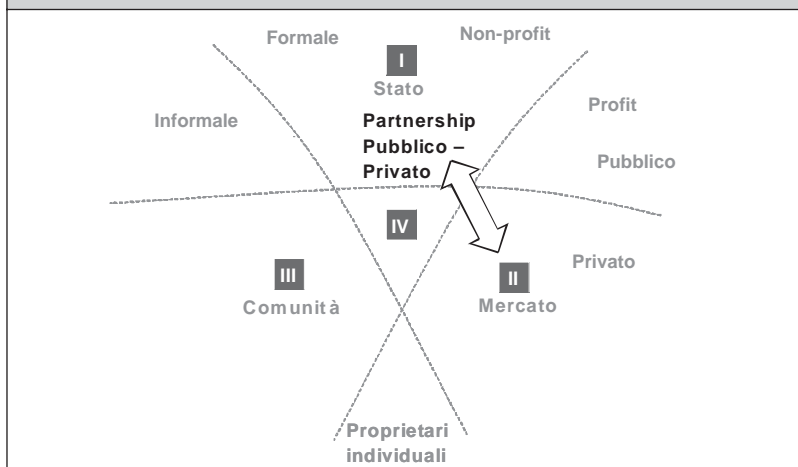 Formale
Non-profit
I
Stato
Profit
Informale
Partnership
Pubblico –
Privato
Pubblico
IV
Privato
III
Comunità
II
Mercato
Proprietari
individuali